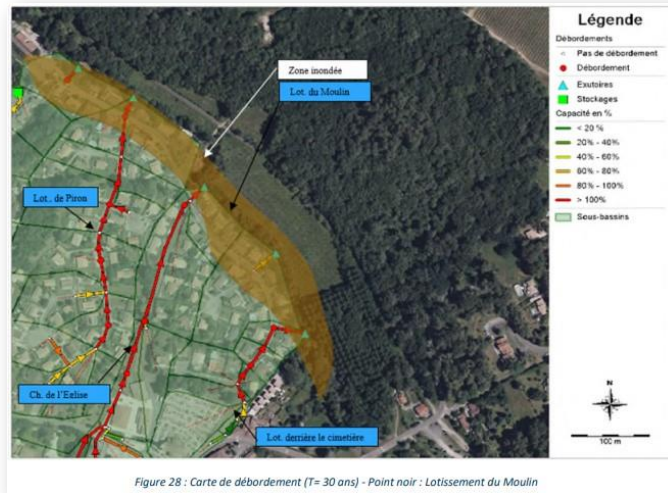 Légende
Débordements
Pas de débordement
Débordement
Exutoires
Stockages
Capacité en %
< 20 %
20% - 40%
40% - 60%
60% - 80%
80% - 100%
> 100%
Sous-bassins
N
100 m
Zone inondée
Lot. du Moulin
Lot.. de Piron
Ch. de l'Eglise
Lot. derrière le cimetière
Figure 28 : Carte de débordement (T= 30 ans) - Point noir : Lotissement du Moulin